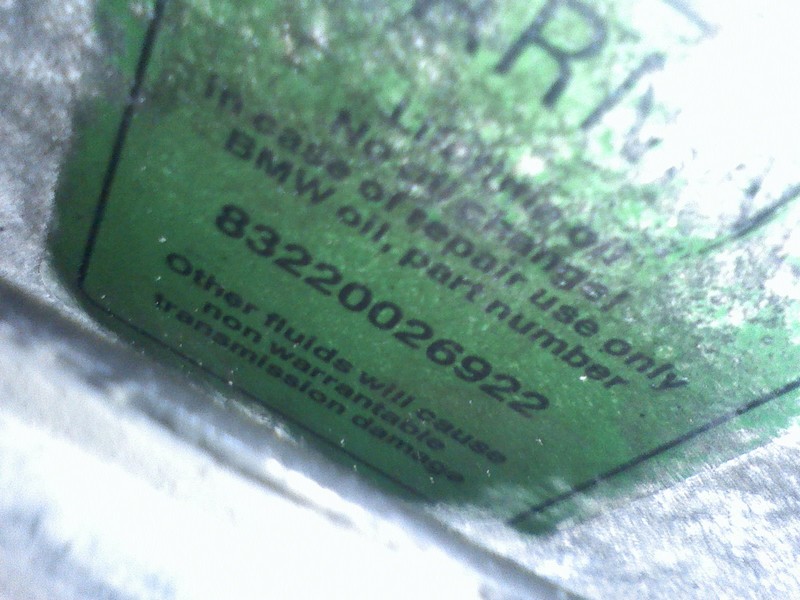 Lifetime oil
No oil change!
In case of repair use only
BMW oil, part number
83220026922
Other fluids will cause
non warrantable
transmission damage